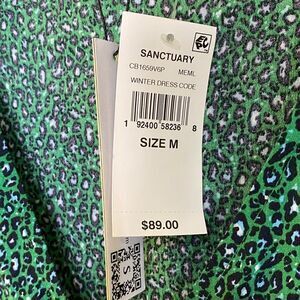 SANCTUARY
CB1659V6P MEML
WINTER DRESS CODE
1 92400 58236 8
SIZE M
$89.00